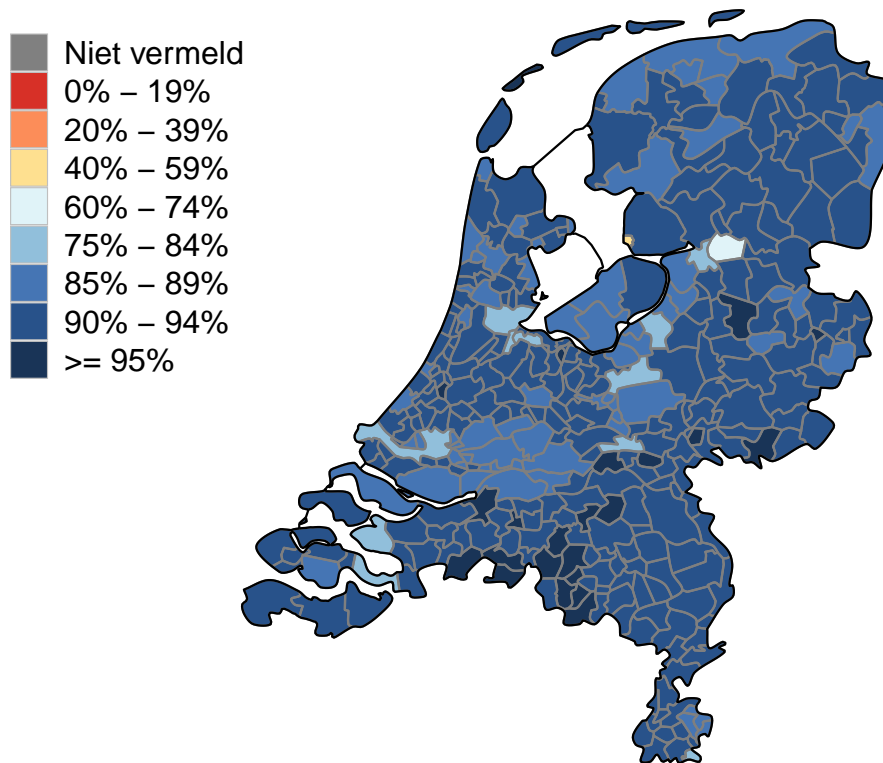 Niet vermeld
0% – 19%
20% – 39%
40% – 59%
60% – 74%
75% – 84%
85% – 89%
90% – 94%
>= 95%